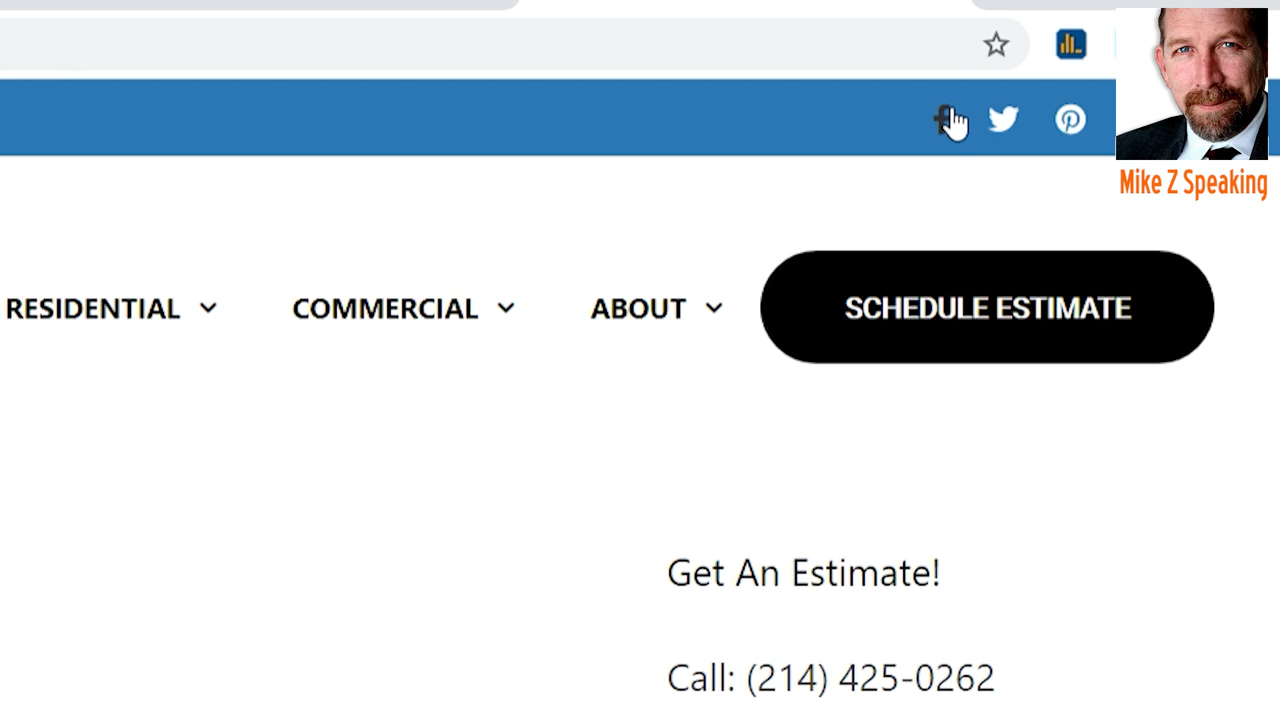 Mike Z Speaking
RESIDENTIAL
COMMERCIAL
ABOUT
SCHEDULE ESTIMATE
Get An Estimate!
Call: (214) 425-0262